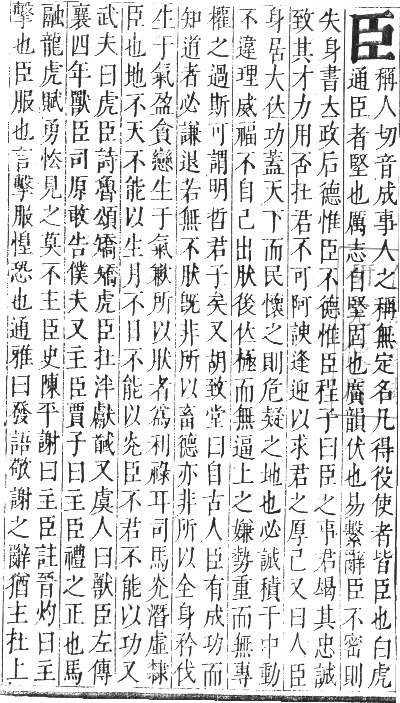 臣 稱人切音成事人之稱無定名凡得役使者皆臣也白虎
通臣者堅也厲志自堅固也廣韻伏也易繫辭臣不密則
失身書大政后德惟臣不德惟臣程子曰臣之事君竭其忠誠
致其才力用否在君不可阿諛逢迎以求君之厚己又曰人臣
身居大位功蓋天下而民懷之則危疑之地也必誠積于中動
不違理威福不自己出狀後位極而無逼上之嫌勢重而無專
權之過斯可謂明哲君子矣又胡致堂曰自古人臣有成功而
知道者必謙退若無不狀既非所以畜德亦非所以全身矜伐
生于氣盈貪戀生于氣歉所以狀者為利祿耳司馬光潛虛隸
臣也地不天不能以生月不日不能以炎臣不君不能以功又
武夫曰虎臣詩魯頌矯矯虎臣在泮獻馘又虞人曰獸臣左傳
襄四年獸臣司原敢告僕夫又主臣賈子曰主臣禮之正也馬
融龍虎賦勇怯見之莫不主臣史陳平謝曰主臣註晉灼曰主
擊也臣服也言擊服惶恐也通雅曰發語敬謝之辭猶主在上